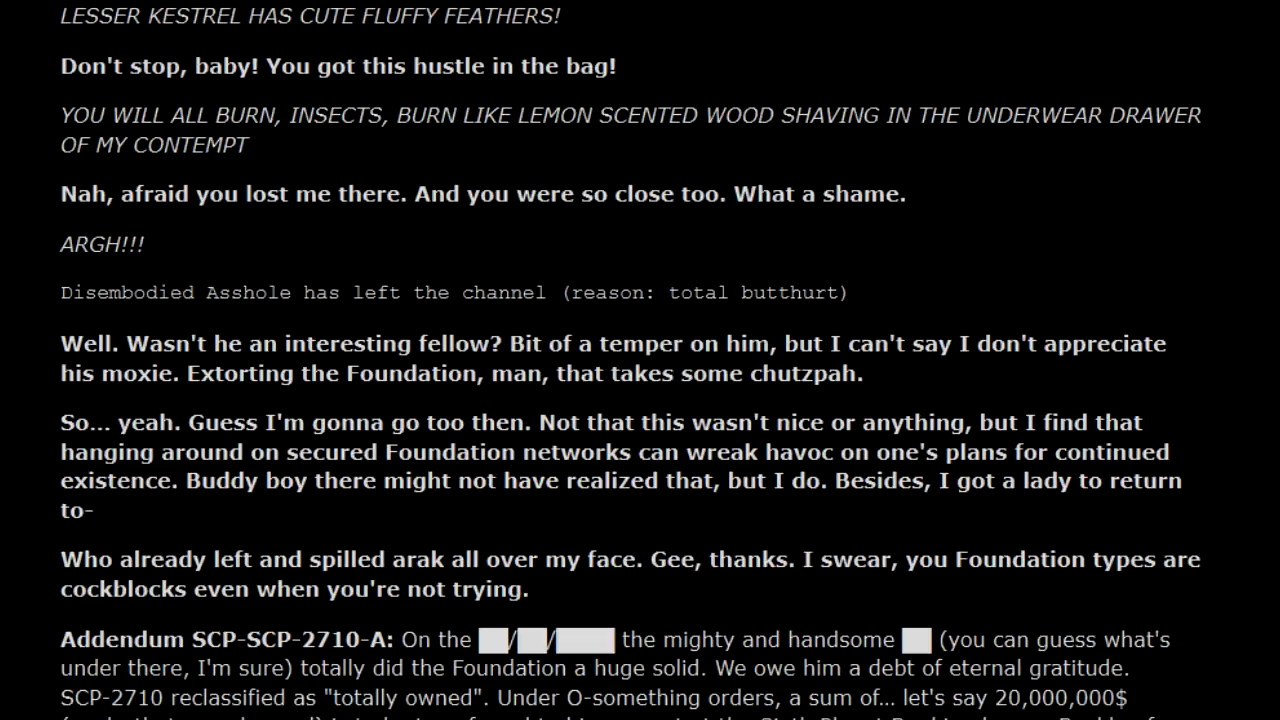 LESSER KESTREL HAS CUTE FLUFFY FEATHERS!
Don't stop, baby! You got this hustle in the bag!
YOU WILL ALL BURN, INSECTS, BURN LIKE LEMON SCENTED WOOD SHAVING IN THE UNDERWEAR DRAWER
OF MY CONTEMPT
Nah, afraid you lost me there. And you were so close too. What a shame.
ARGH!!!
Disembodied Asshole has left the channel (reason: total butthurt)
Well. Wasn't he an interesting fellow? Bit of a temper on him, but I can't say I don't appreciate
his moxie. Extorting the Foundation, man, that takes some chutzpah.
So... yeah. Guess I'm gonna go too then. Not that this wasn't nice or anything, but I find that
hanging around on secured Foundation networks can wreak havoc on one's plans for continued
existence. Buddy boy there might not have realized that, but I do. Besides, I got a lady to return
to-
Who already left and spilled arak all over my face. Gee, thanks. I swear, you Foundation types are
cockblocks even when you're not trying.
Addendum SCP-SCP-2710-A: On the ██/██/████ the mighty and handsome ██ (you can guess what's
under there, I'm sure) totally did the Foundation a huge solid. We owe him a debt of eternal gratitude.
SCP-2710 reclassified as "totally owned". Under O-something orders, a sum of... let's say 20,000,000$